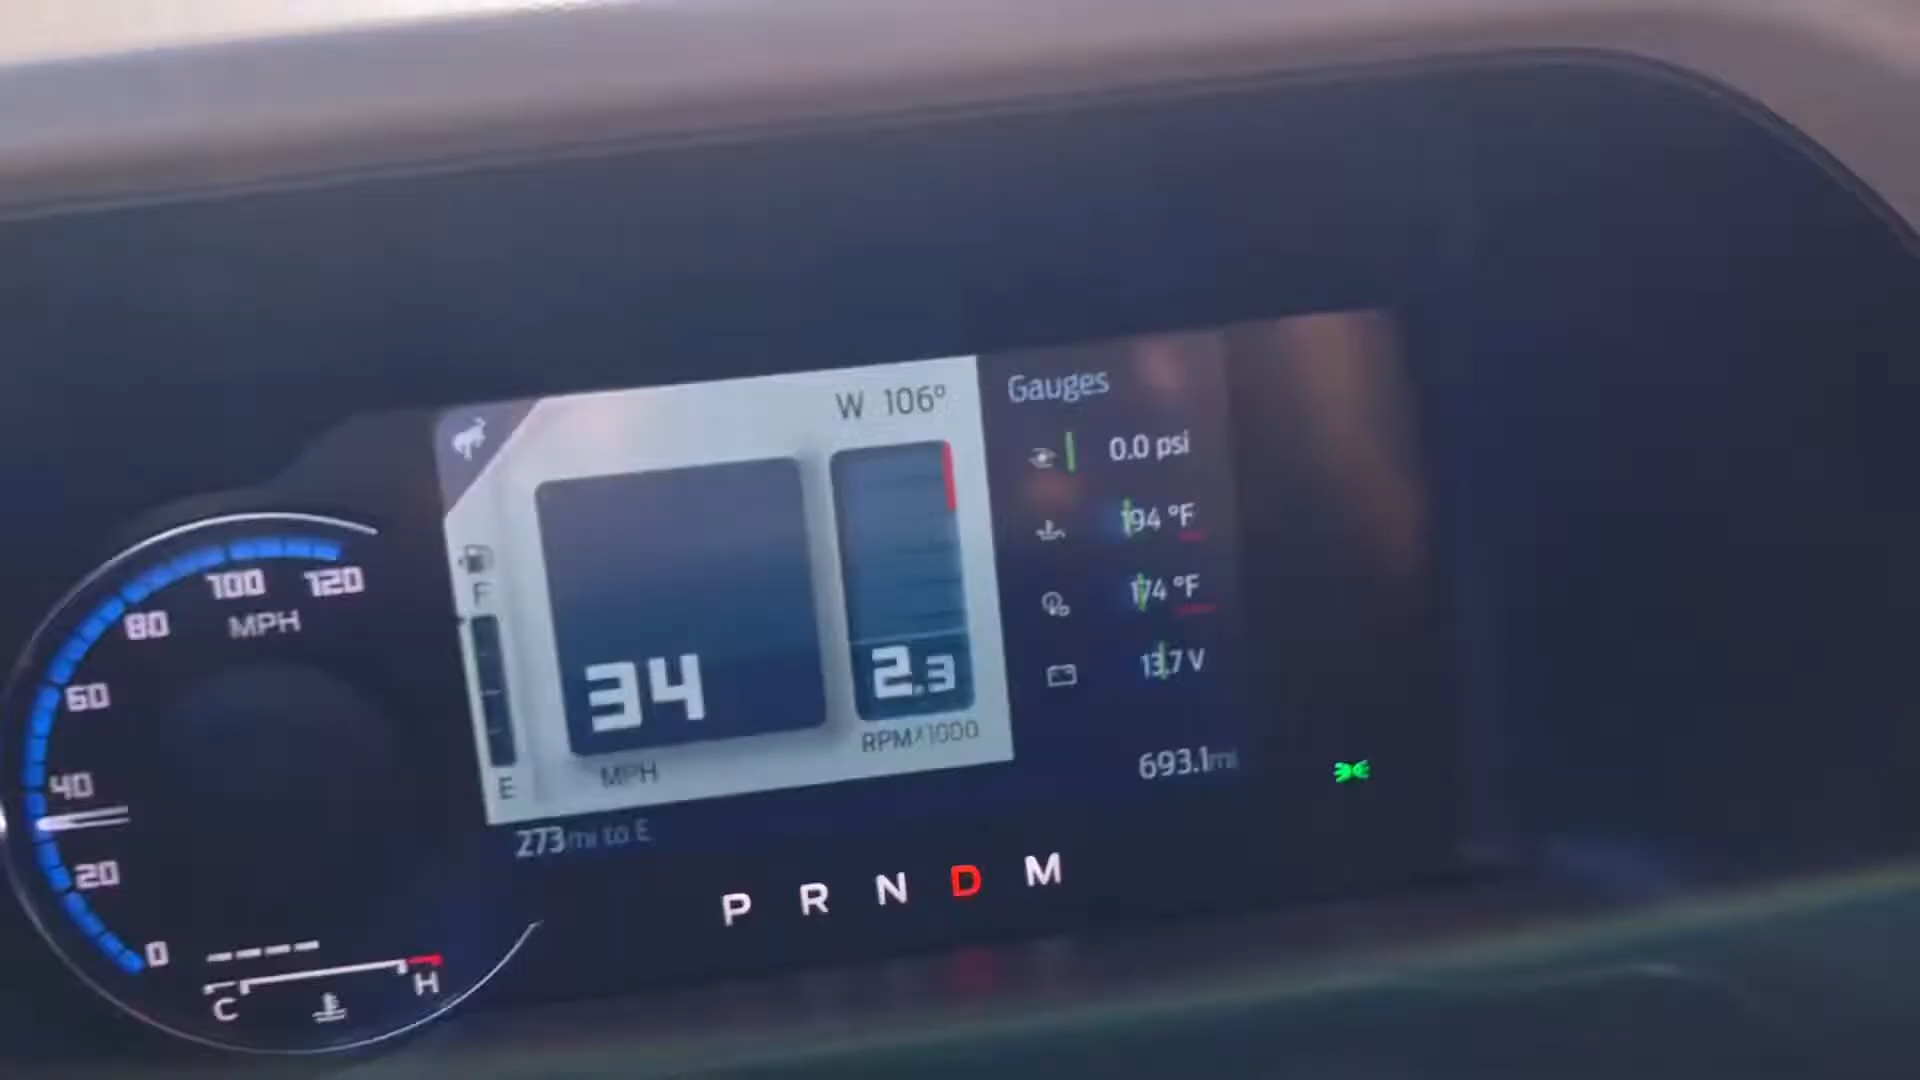 W 106°
Gauges
0.0 psi
194 °F
174 °F
13.7 V
F
E
34
MPH
2.3
RPM X1000
120
100
80
MPH
60
40
20
0
C
H
273 mi to E
693.1mi
P R N D M